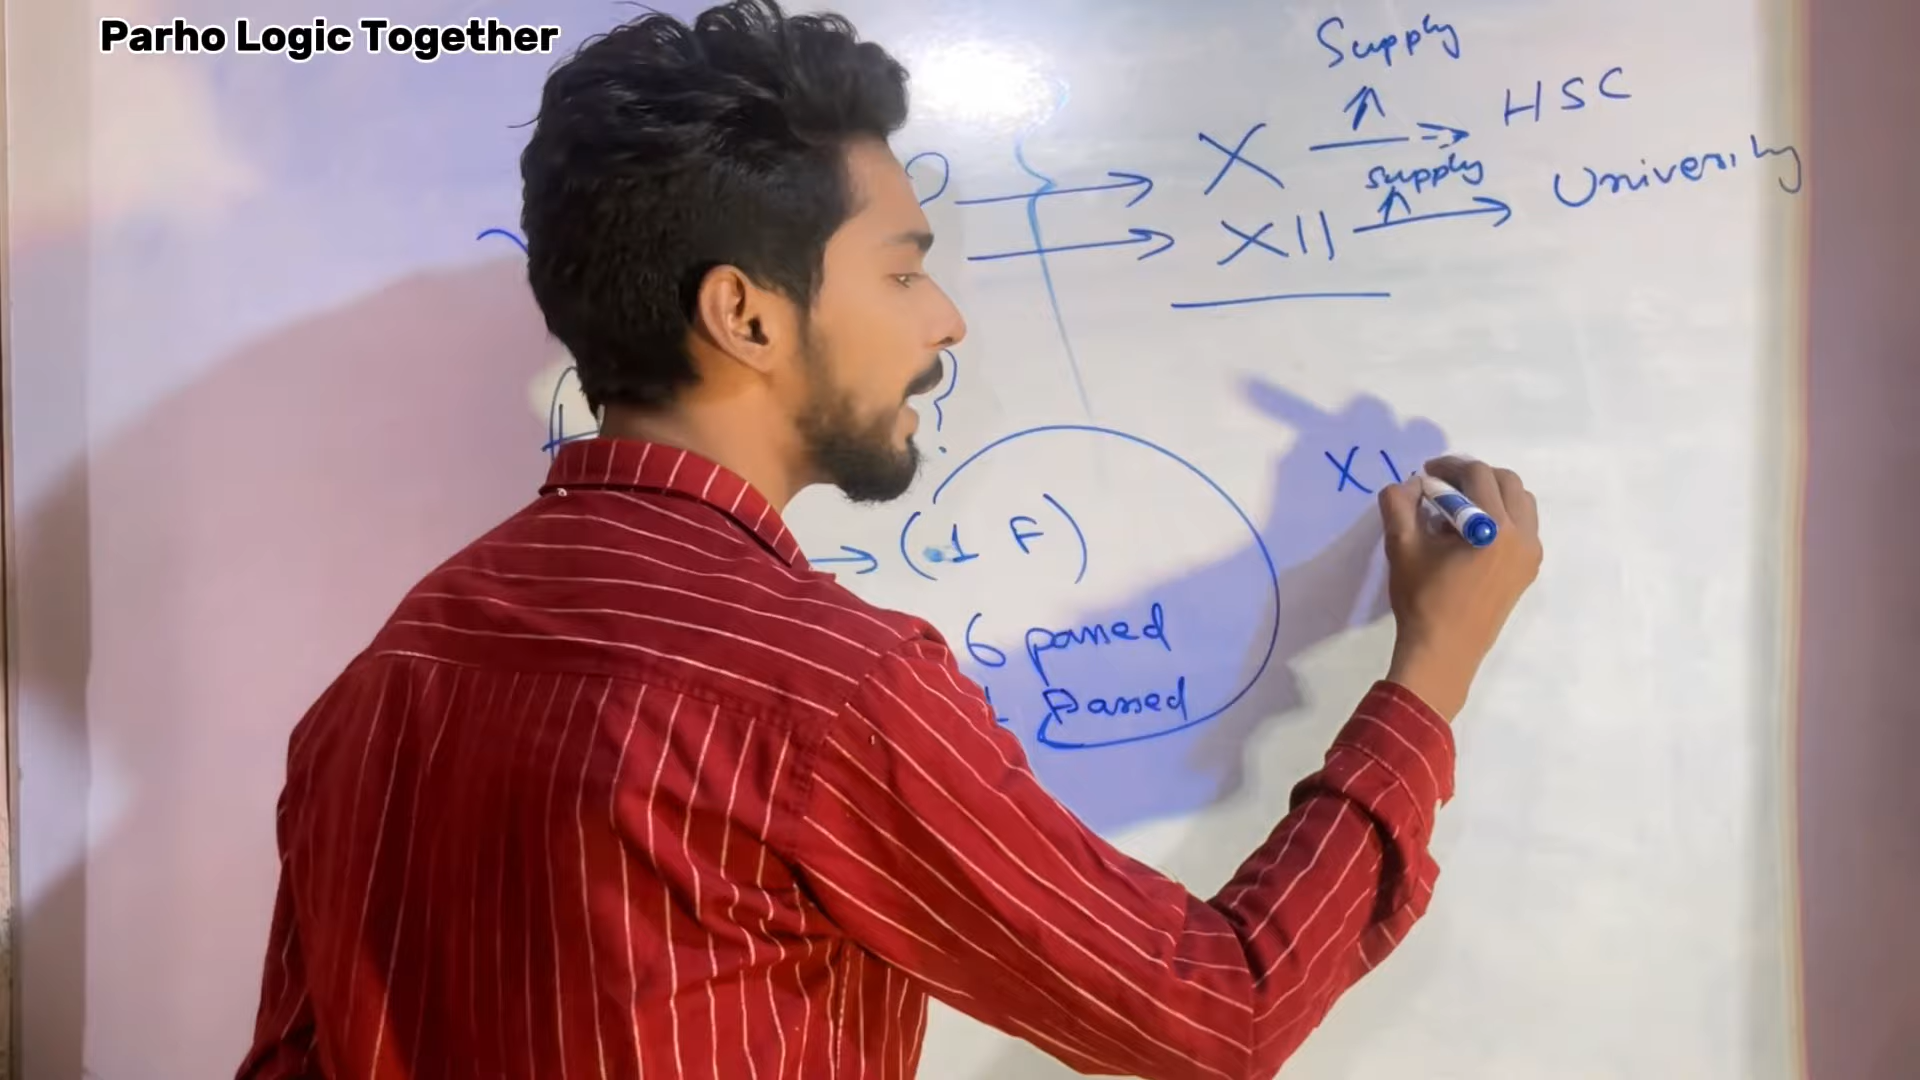 Parho Logic Together
Supply
X → HSC
supply
XII → University
?
X
→ (1 F)
6 passed
Passed